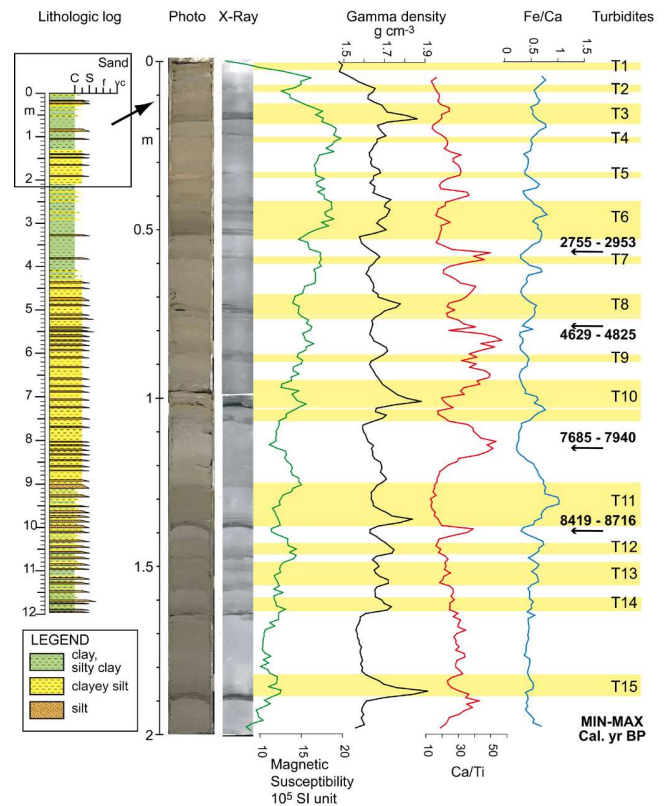 Lithologic log
Photo
X-Ray
Gamma density
g cm-3
Fe/Ca
Turbidites
1.5
1.7
1.9
0
0.5
1
1.5
Sand
C S f yc
0
m
1
2
3
4
5
6
7
8
9
10
11
12
0
m
0.5
1
1.5
2
T1
T2
T3
T4
T5
T6
2755 - 2953
T7
T8
4629 - 4825
T9
T10
7685 - 7940
T11
8419 - 8716
T12
T13
T14
T15
MIN-MAX
Cal. yr BP
LEGEND
clay,
silty clay
clayey silt
silt
10
20
Magnetic
Susceptibility
10⁵ SI unit
10
30
50
Ca/Ti